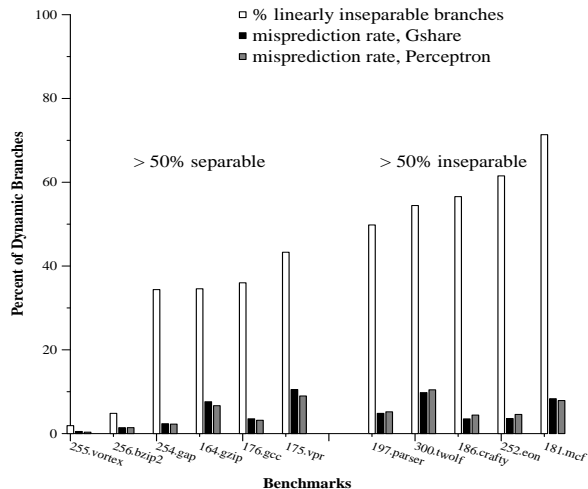 % linearly inseparable branches
misprediction rate, Gshare
misprediction rate, Perceptron
100
80
60
40
20
0
Percent of Dynamic Branches
> 50% separable
> 50% inseparable
255.vortex
256.bzip2
254.gap
164.gzip
176.gcc
175.vpr
197.parser
300.twolf
186.crafty
252.eon
181.mcf
Benchmarks